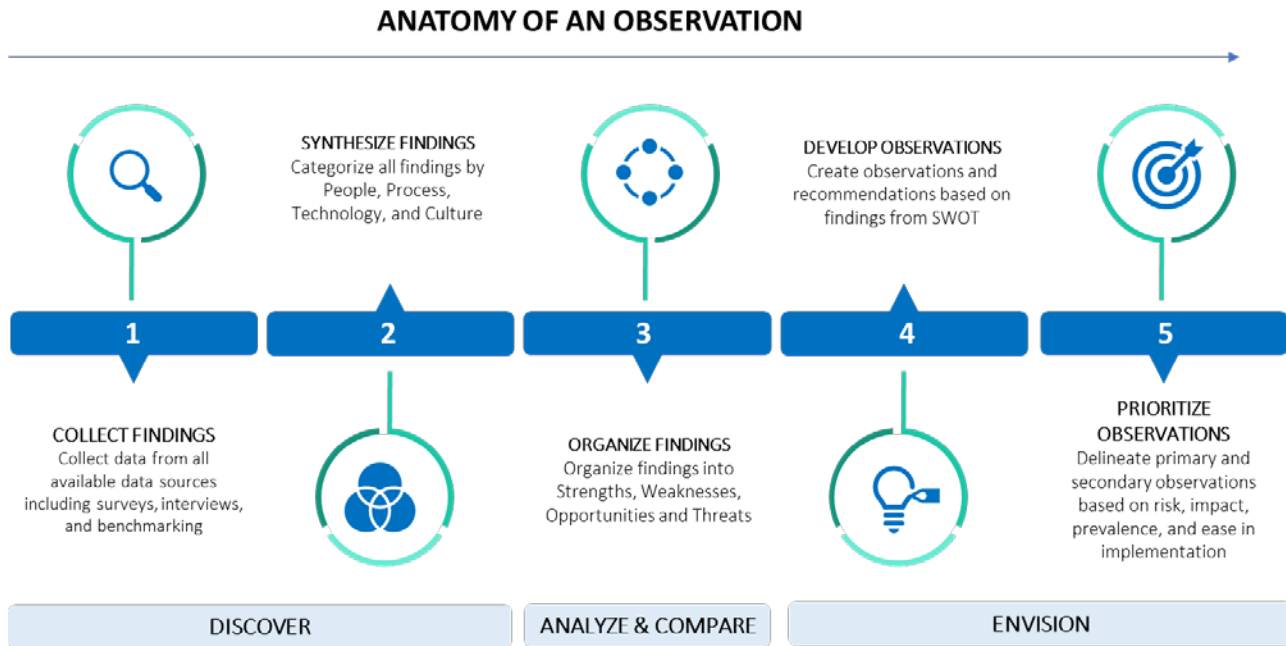 ANATOMY OF AN OBSERVATION
1
COLLECT FINDINGS
Collect data from all
available data sources
including surveys, interviews,
and benchmarking
SYNTHESIZE FINDINGS
Categorize all findings by
People, Process,
Technology, and Culture
2
3
ORGANIZE FINDINGS
Organize findings into
Strengths, Weaknesses,
Opportunities and Threats
DEVELOP OBSERVATIONS
Create observations and
recommendations based on
findings from SWOT
4
5
PRIORITIZE
OBSERVATIONS
Delineate primary and
secondary observations
based on risk, impact,
prevalence, and ease in
implementation
DISCOVER
ANALYZE & COMPARE
ENVISION